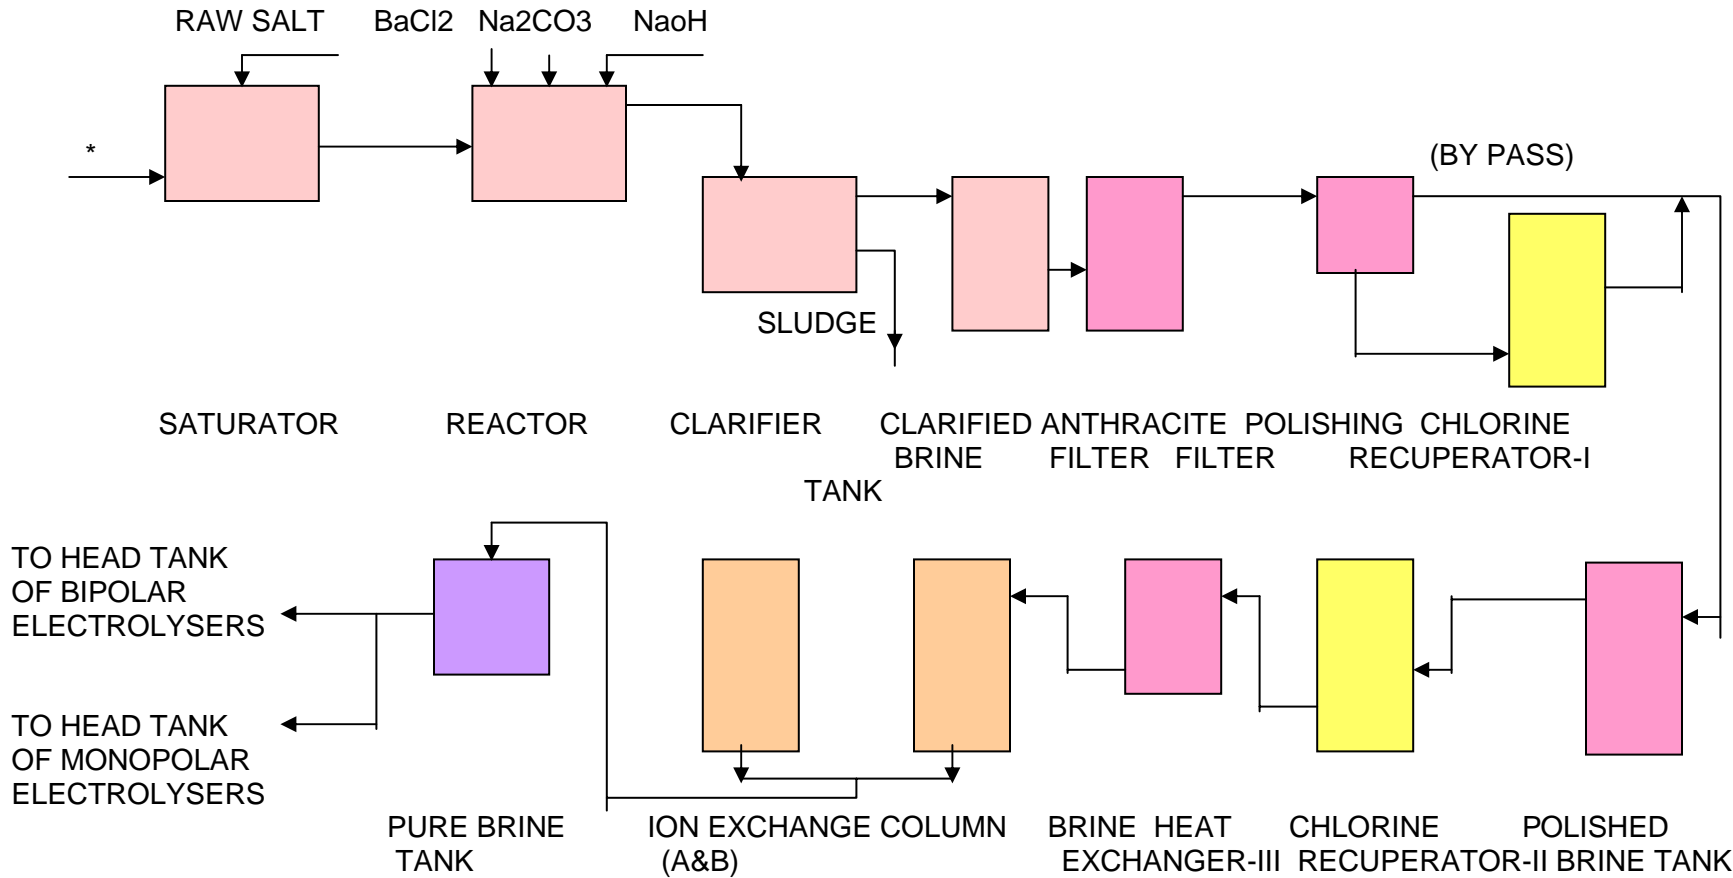 RAW SALT BaCl2 Na2CO3 NaoH
*
(BY PASS)
SLUDGE
SATURATOR REACTOR CLARIFIER CLARIFIED ANTHRACITE POLISHING CHLORINE
BRINE FILTER FILTER RECUPERATOR-I
TANK
TO HEAD TANK
OF BIPOLAR
ELECTROLYSERS
TO HEAD TANK
OF MONOPOLAR
ELECTROLYSERS
PURE BRINE ION EXCHANGE COLUMN BRINE HEAT CHLORINE POLISHED
TANK (A&B) EXCHANGER-III RECUPERATOR-II BRINE TANK